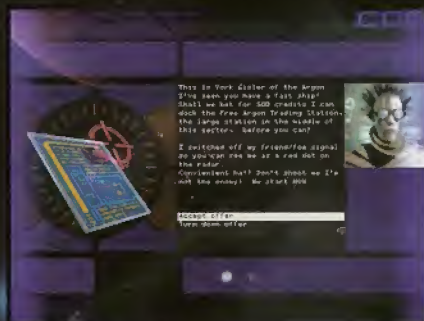 This is York Sioler of the Argon
I've seen you have a fast ship!
Shall we bet for 500 credits I can
dock the Free Argon Trading Station,
the large station in the middle of
this sector. Before you can?
I switched off my friend/foe signal
so you can see me as a red dot on
the radar.
Convienient ha!? Don't shoot me I'm
not the enemy! We start NOW
Accept offer
Turn down offer